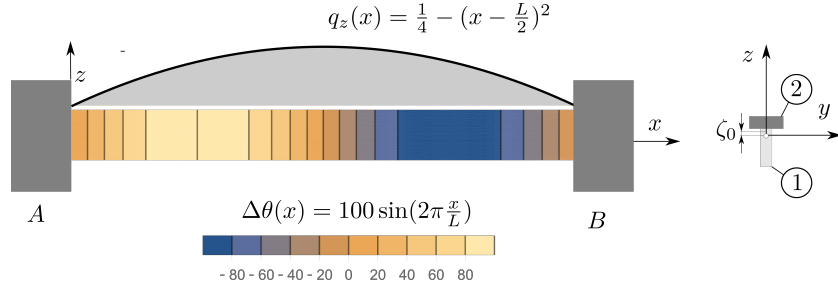 q_z(x) = 1/4 − (x − L/2)²
z
z
②
x
y
ζ₀
①
A
Δθ(x) = 100 sin(2π x/L)
B
- 80 - 60 - 40 - 20 0 20 40 60 80